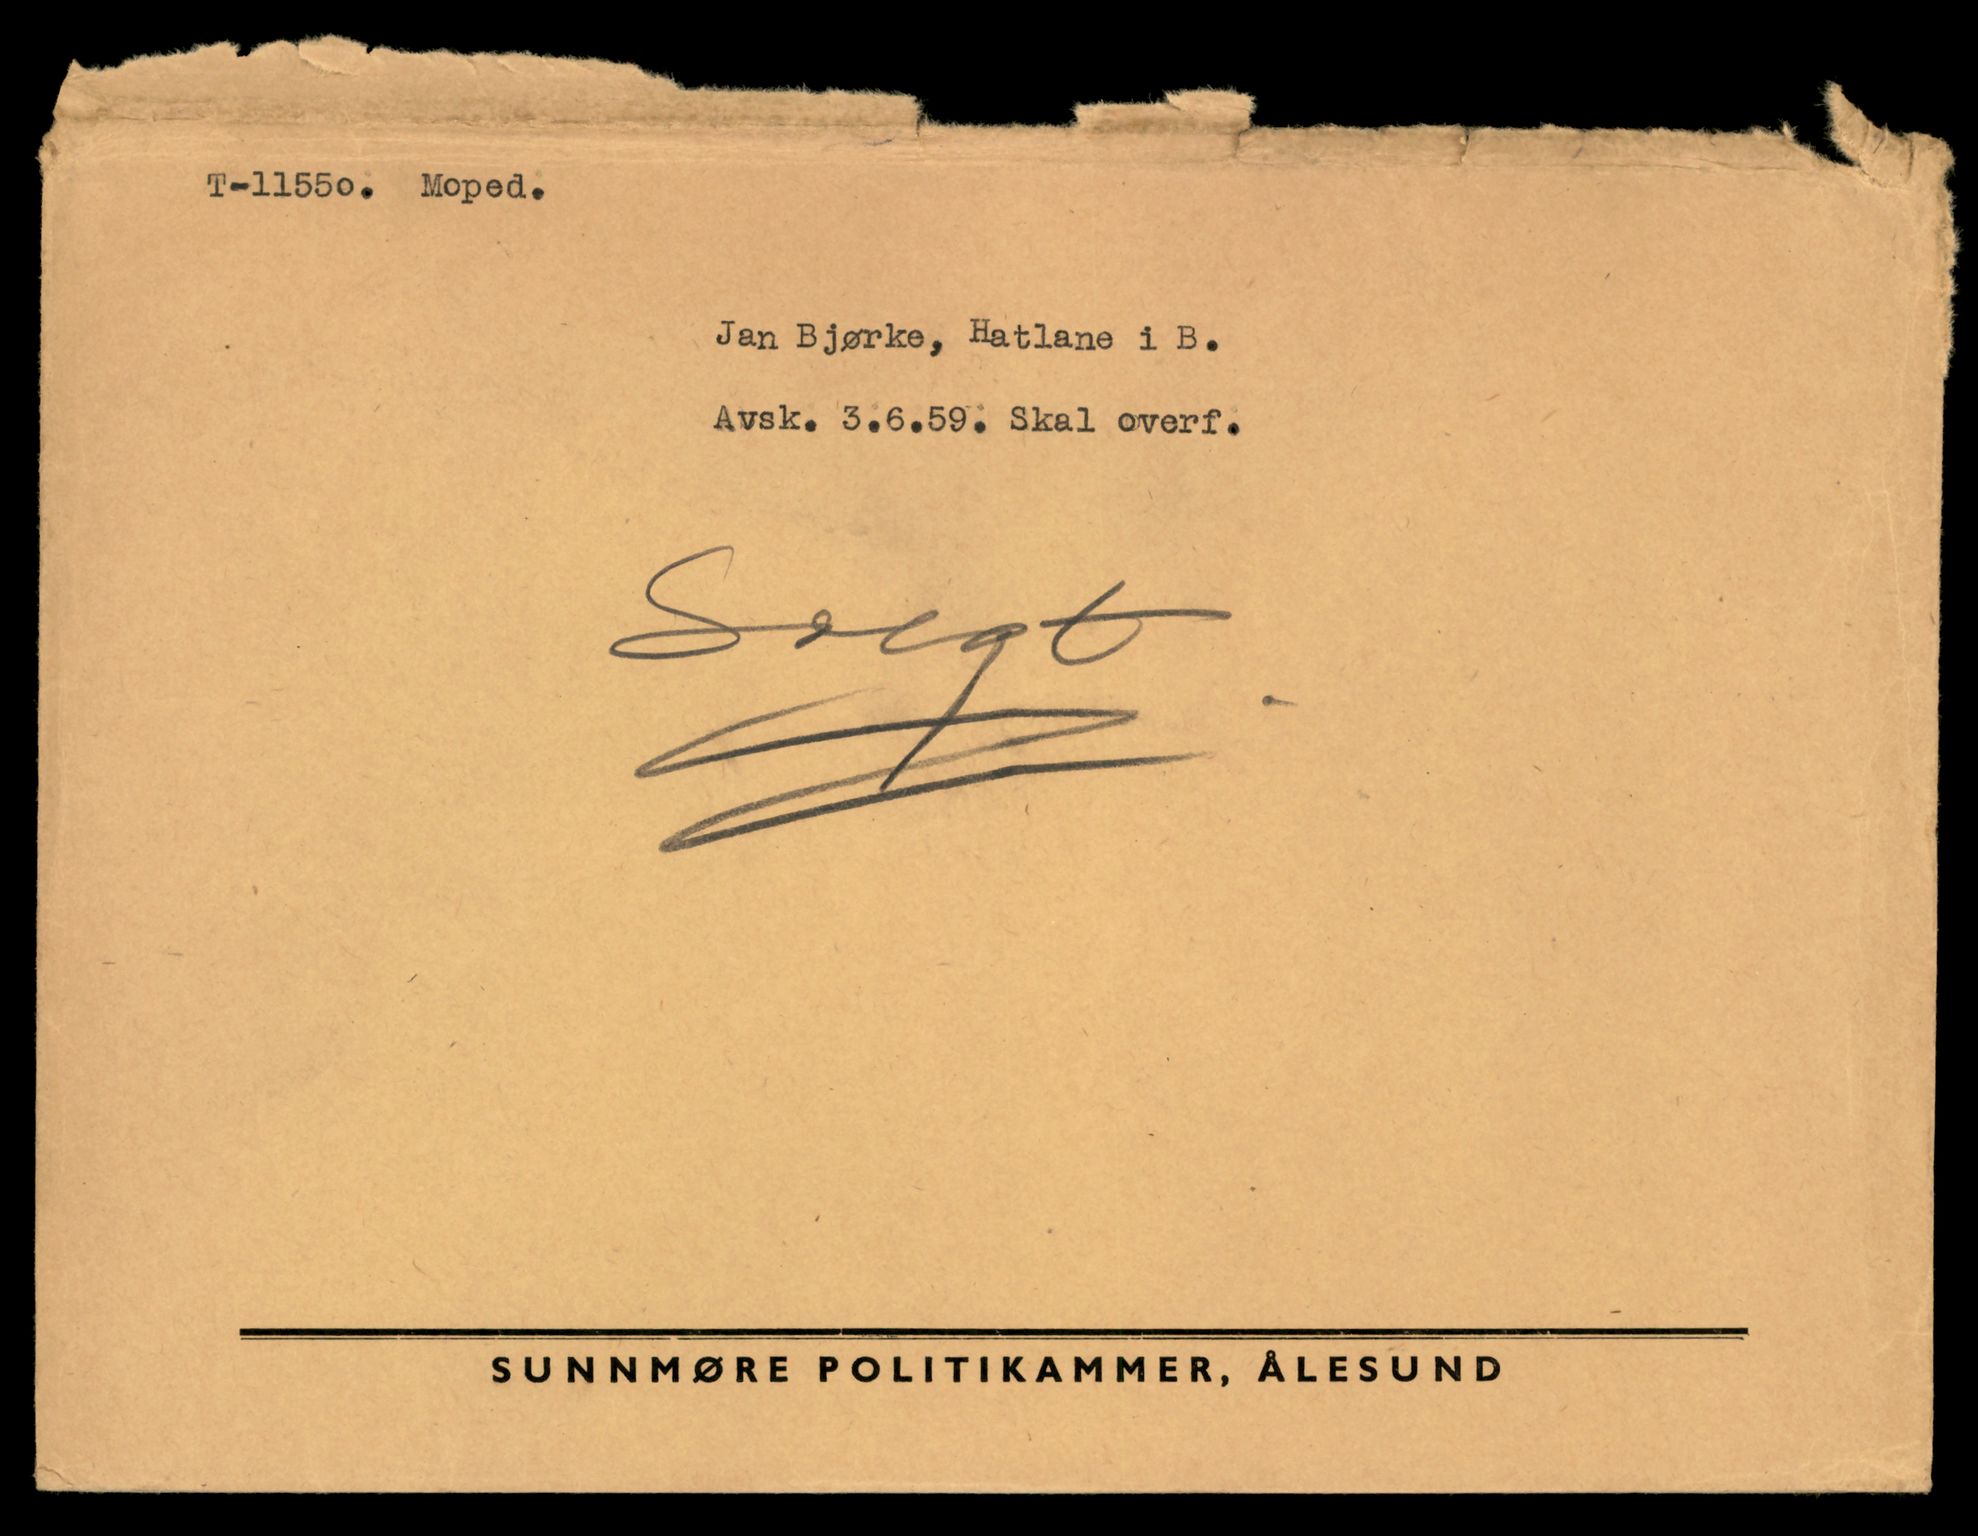 T-1155o. Moped.
Jan Bjørke, Hatlane i B.
Avsk. 3.6.59. Skal overf.
Solgt
SUNNMØRE POLITIKAMMER, ÅLESUND